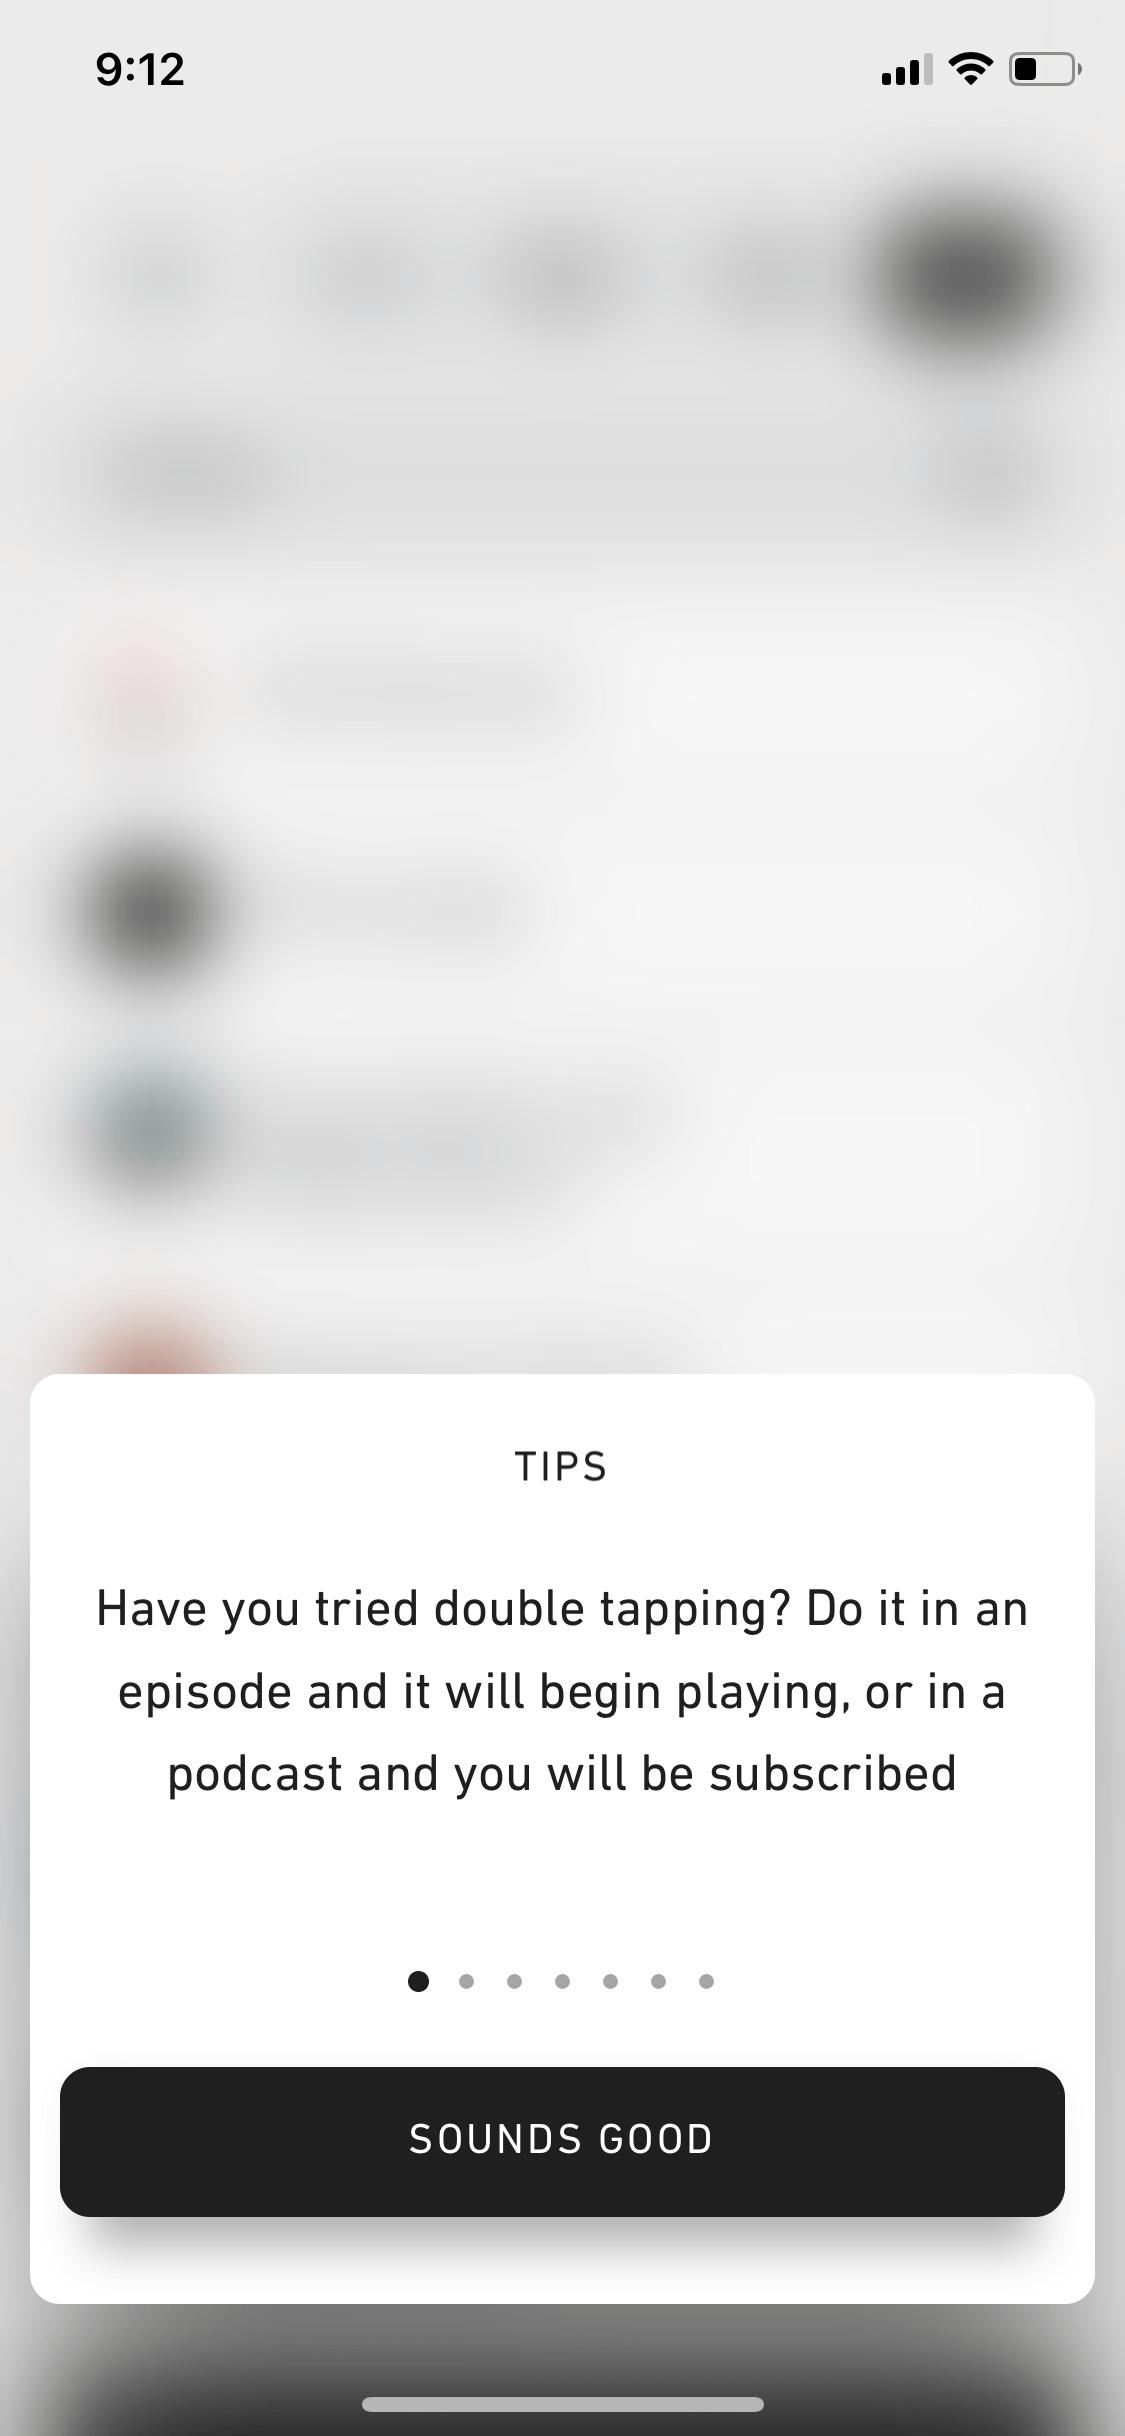 9:12
TIPS
Have you tried double tapping? Do it in an
episode and it will begin playing, or in a
podcast and you will be subscribed
SOUNDS GOOD